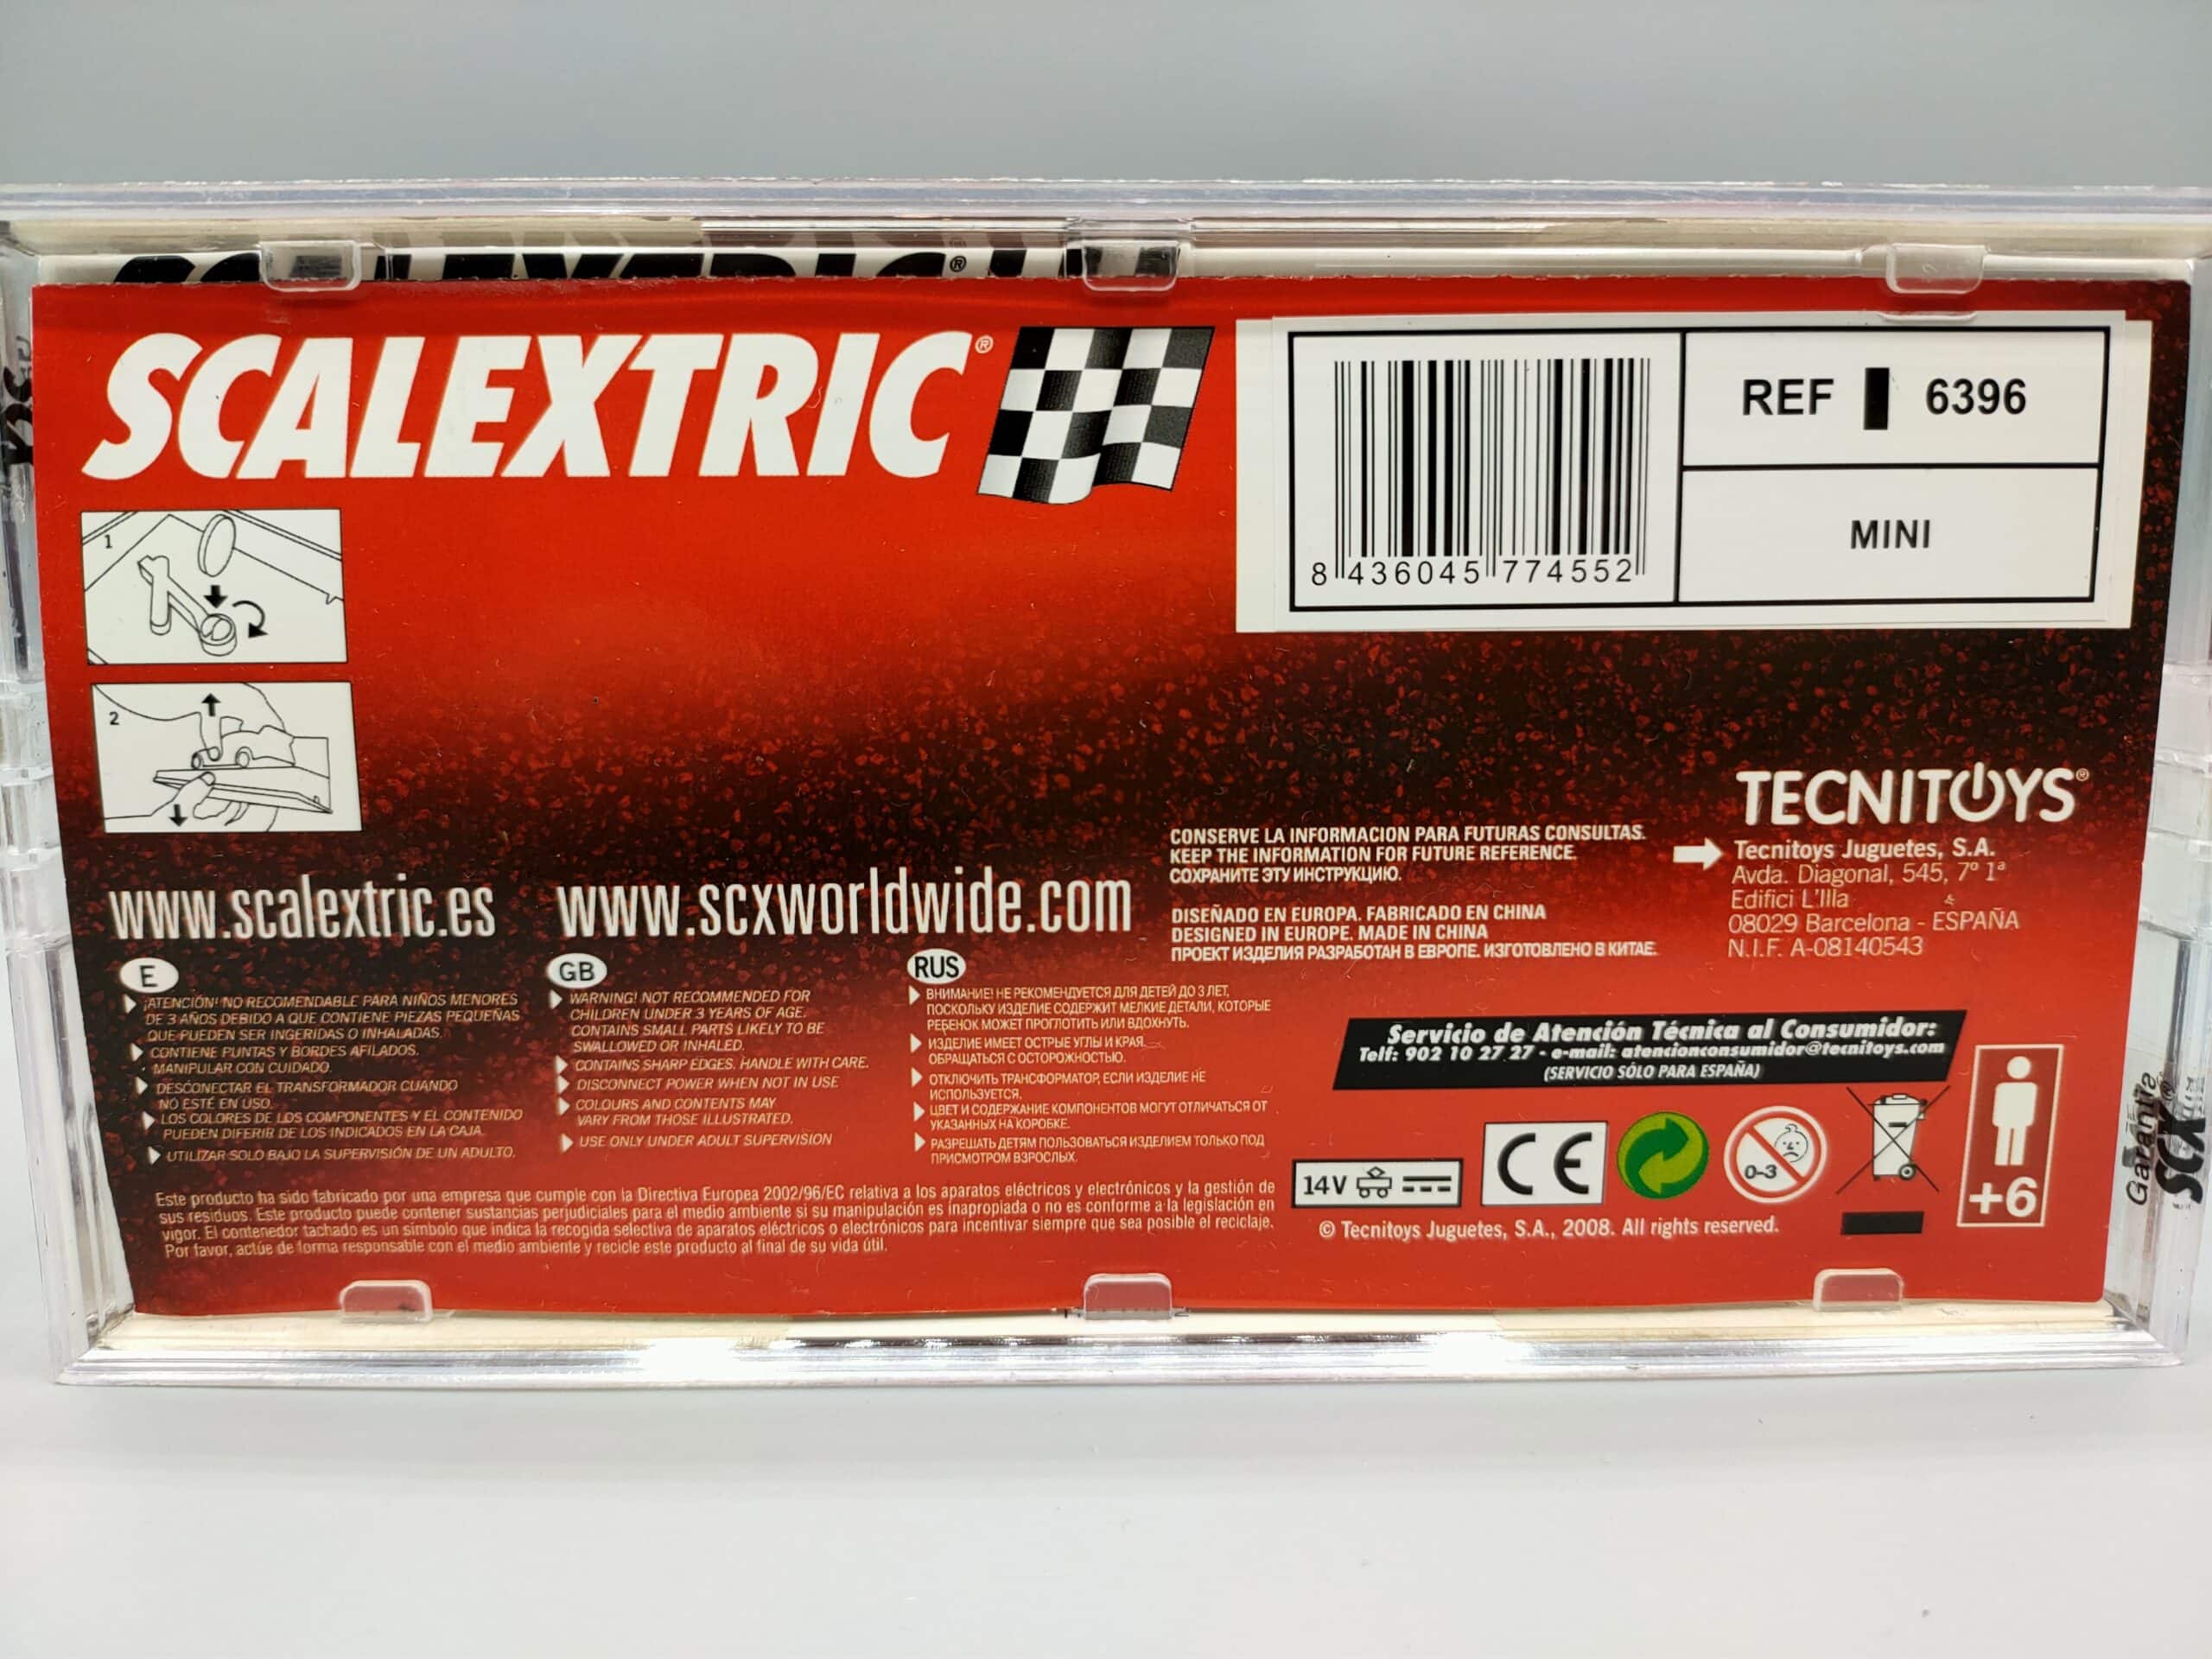 SCALEXTRIC®
8 436045 774552
REF 6396
MINI
1
2
TECNITOYS®
Tecnitoys Juguetes, S.A.
Avda. Diagonal, 545, 7º 1ª
Edifici L'Illa
08029 Barcelona - ESPAÑA
N.I.F. A-08140543
CONSERVE LA INFORMACION PARA FUTURAS CONSULTAS.
KEEP THE INFORMATION FOR FUTURE REFERENCE.
СОХРАНИТЕ ЭТУ ИНСТРУКЦИЮ.
DISEÑADO EN EUROPA. FABRICADO EN CHINA
DESIGNED IN EUROPE. MADE IN CHINA
ПРОЕКТ ИЗДЕЛИЯ РАЗРАБОТАН В ЕВРОПЕ. ИЗГОТОВЛЕНО В КИТАЕ.
www.scalextric.es
www.scxworldwide.com
E
¡ATENCIÓN! NO RECOMENDABLE PARA NIÑOS MENORES
DE 3 AÑOS DEBIDO A QUE CONTIENE PIEZAS PEQUEÑAS
QUE PUEDEN SER INGERIDAS O INHALADAS.
CONTIENE PUNTAS Y BORDES AFILADOS.
MANIPULAR CON CUIDADO.
DESCONECTAR EL TRANSFORMADOR CUANDO
NO ESTÉ EN USO.
LOS COLORES DE LOS COMPONENTES Y EL CONTENIDO
PUEDEN DIFERIR DE LOS INDICADOS EN LA CAJA.
UTILIZAR SOLO BAJO LA SUPERVISIÓN DE UN ADULTO.
GB
WARNING! NOT RECOMMENDED FOR
CHILDREN UNDER 3 YEARS OF AGE.
CONTAINS SMALL PARTS LIKELY TO BE
SWALLOWED OR INHALED.
CONTAINS SHARP EDGES. HANDLE WITH CARE.
DISCONNECT POWER WHEN NOT IN USE
COLOURS AND CONTENTS MAY
VARY FROM THOSE ILLUSTRATED.
USE ONLY UNDER ADULT SUPERVISION
RUS
ВНИМАНИЕ! НЕ РЕКОМЕНДУЕТСЯ ДЛЯ ДЕТЕЙ ДО 3 ЛЕТ,
ПОСКОЛЬКУ ИЗДЕЛИЕ СОДЕРЖИТ МЕЛКИЕ ДЕТАЛИ, КОТОРЫЕ
РЕБЕНОК МОЖЕТ ПРОГЛОТИТЬ ИЛИ ВДОХНУТЬ.
ИЗДЕЛИЕ ИМЕЕТ ОСТРЫЕ УГЛЫ И КРАЯ.
ОБРАЩАТЬСЯ С ОСТОРОЖНОСТЬЮ.
ОТКЛЮЧИТЬ ТРАНСФОРМАТОР, ЕСЛИ ИЗДЕЛИЕ НЕ
ИСПОЛЬЗУЕТСЯ.
ЦВЕТ И СОДЕРЖАНИЕ КОМПОНЕНТОВ МОГУТ ОТЛИЧАТЬСЯ ОТ
УКАЗАННЫХ НА КОРОБКЕ.
РАЗРЕШАТЬ ДЕТЯМ ПОЛЬЗОВАТЬСЯ ИЗДЕЛИЕМ ТОЛЬКО ПОД
ПРИСМОТРОМ ВЗРОСЛЫХ.
Servicio de Atención Técnica al Consumidor:
Telf: 902 10 27 27 - e-mail: atencionconsumidor@tecnitoys.com
(SERVICIO SÓLO PARA ESPAÑA)
14V
CE
0-3
+6
© Tecnitoys Juguetes, S.A., 2008. All rights reserved.
Este producto ha sido fabricado por una empresa que cumple con la Directiva Europea 2002/96/EC relativa a los aparatos eléctricos y electrónicos y la gestión de
sus residuos. Este producto puede contener sustancias perjudiciales para el medio ambiente si su manipulación es inapropiada o no es conforme a la legislación en
vigor. El contenedor tachado es un símbolo que indica la recogida selectiva de aparatos eléctricos o electrónicos para incentivar siempre que sea posible el reciclaje.
Por favor, actúe de forma responsable con el medio ambiente y recicle este producto al final de su vida útil.
Garantía
SCX®